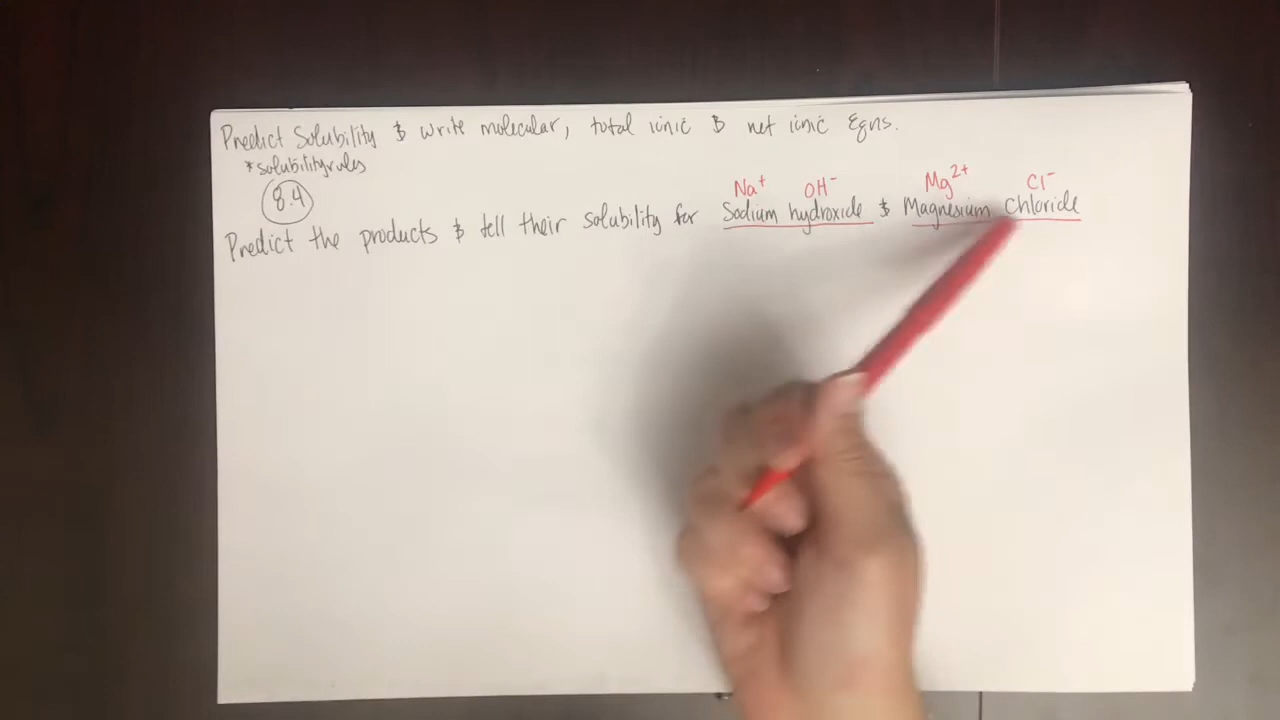 Predict Solubility & write molecular, total ionic & net ionic Eqns.
*solubility rules
8.4
Na⁺ OH⁻ Mg²⁺ Cl⁻
Predict the products & tell their solubility for Sodium hydroxide & Magnesium Chloride